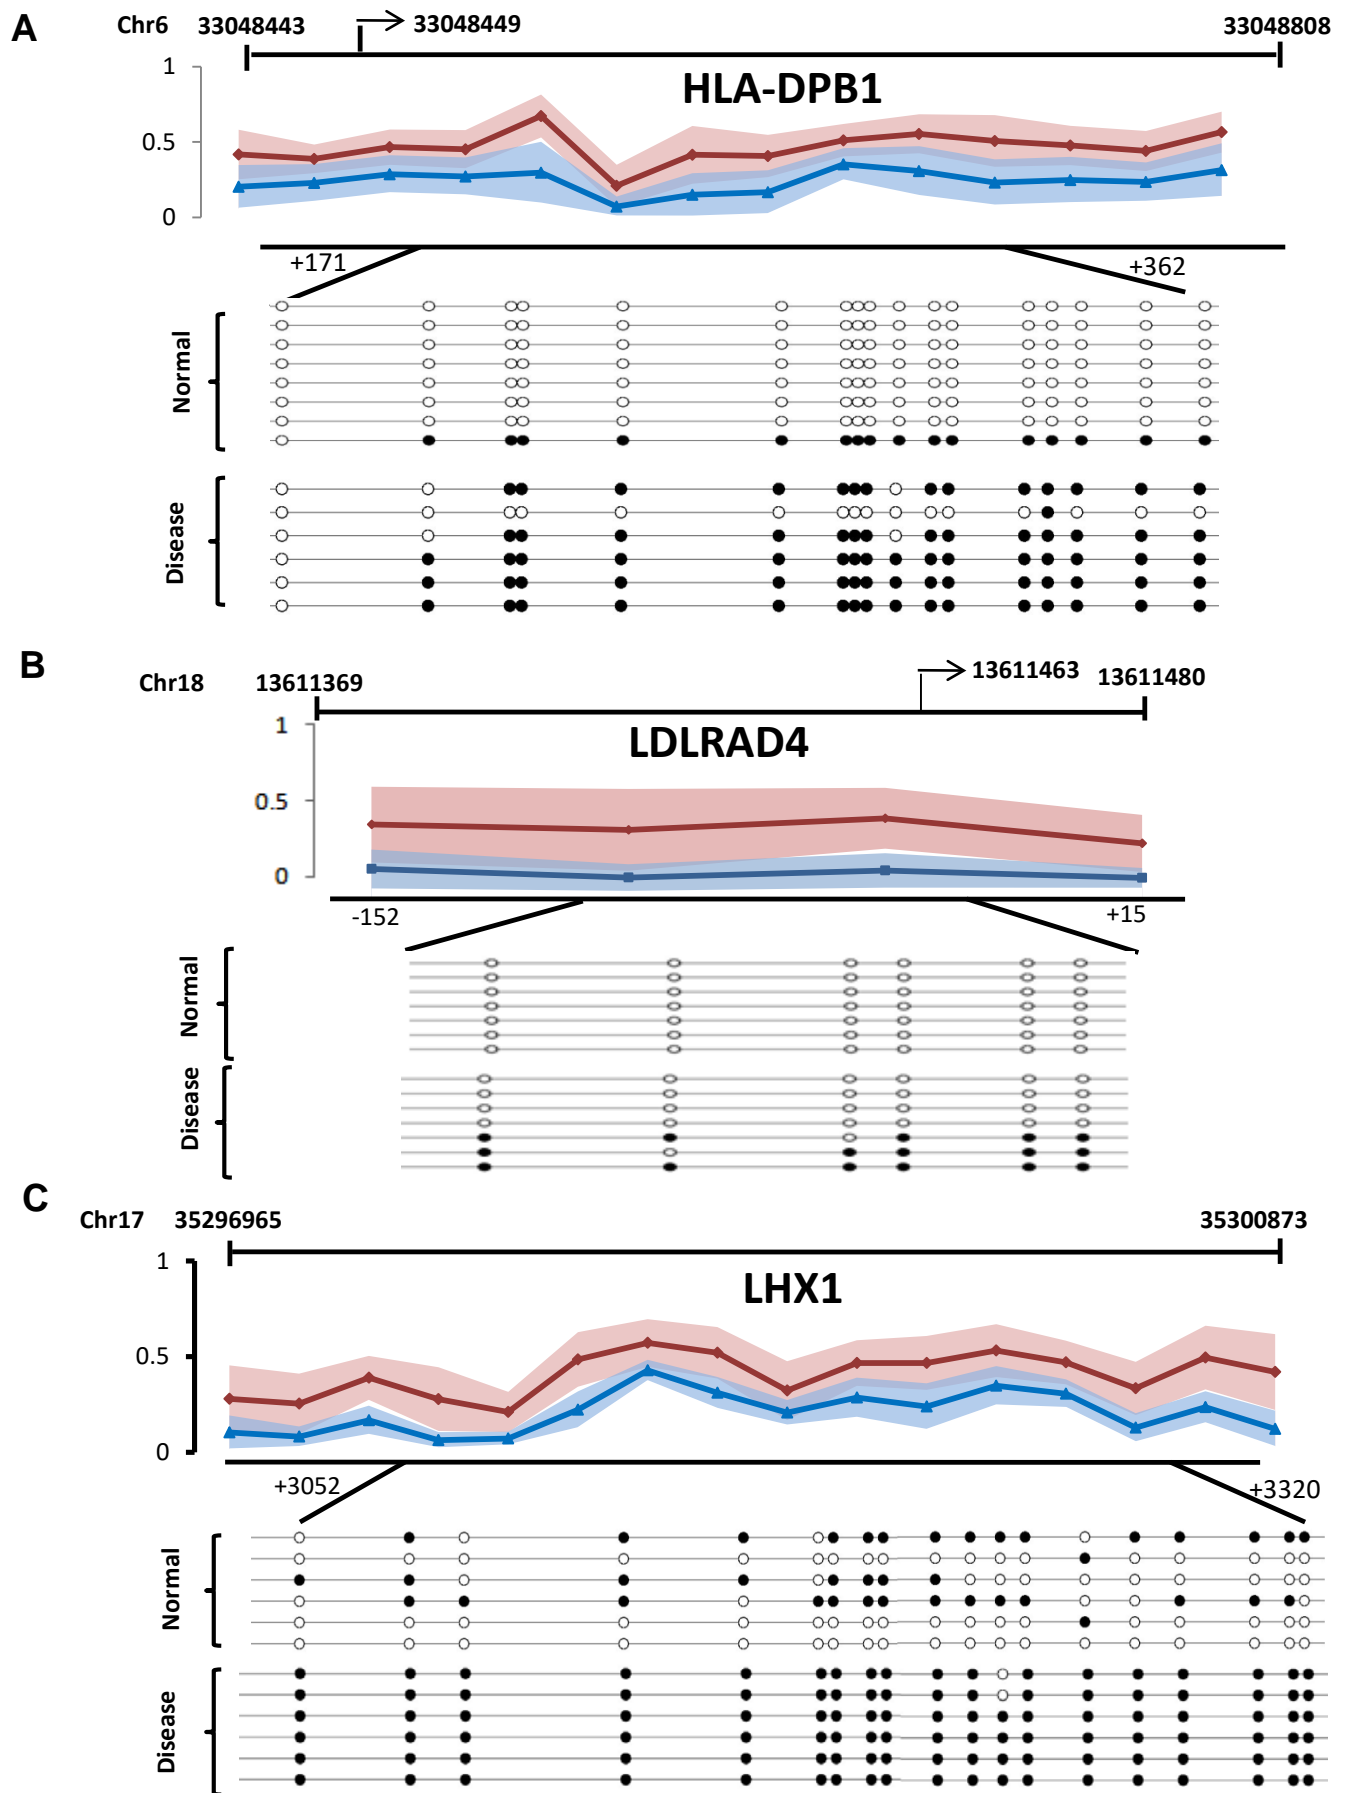 A
Chr6 33048443 33048449 33048808
HLA-DPB1
1
0.5
0
+171 +362
Normal
Disease
B
Chr18 13611369 13611463 13611480
LDLRAD4
1
0.5
0
-152 +15
Normal
Disease
C
Chr17 35296965 35300873
LHX1
1
0.5
0
+3052 +3320
Normal
Disease